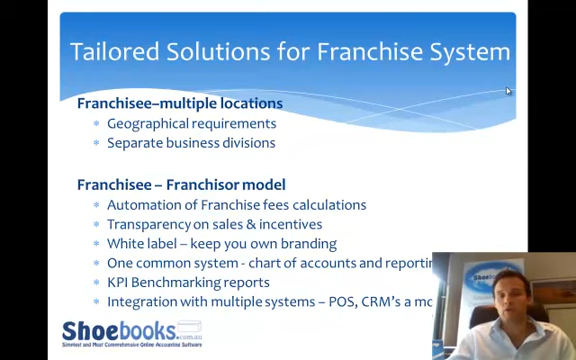 Tailored Solutions for Franchise System
Franchisee–multiple locations
Geographical requirements
Separate business divisions
Franchisee – Franchisor model
Automation of Franchise fees calculations
Transparency on sales & incentives
White label – keep you own branding
One common system - chart of accounts and reportin
KPI Benchmarking reports
Integration with multiple systems – POS, CRM's a mo
Shoebooks.com.au
Simplest and Most Comprehensive Online Accounting Software